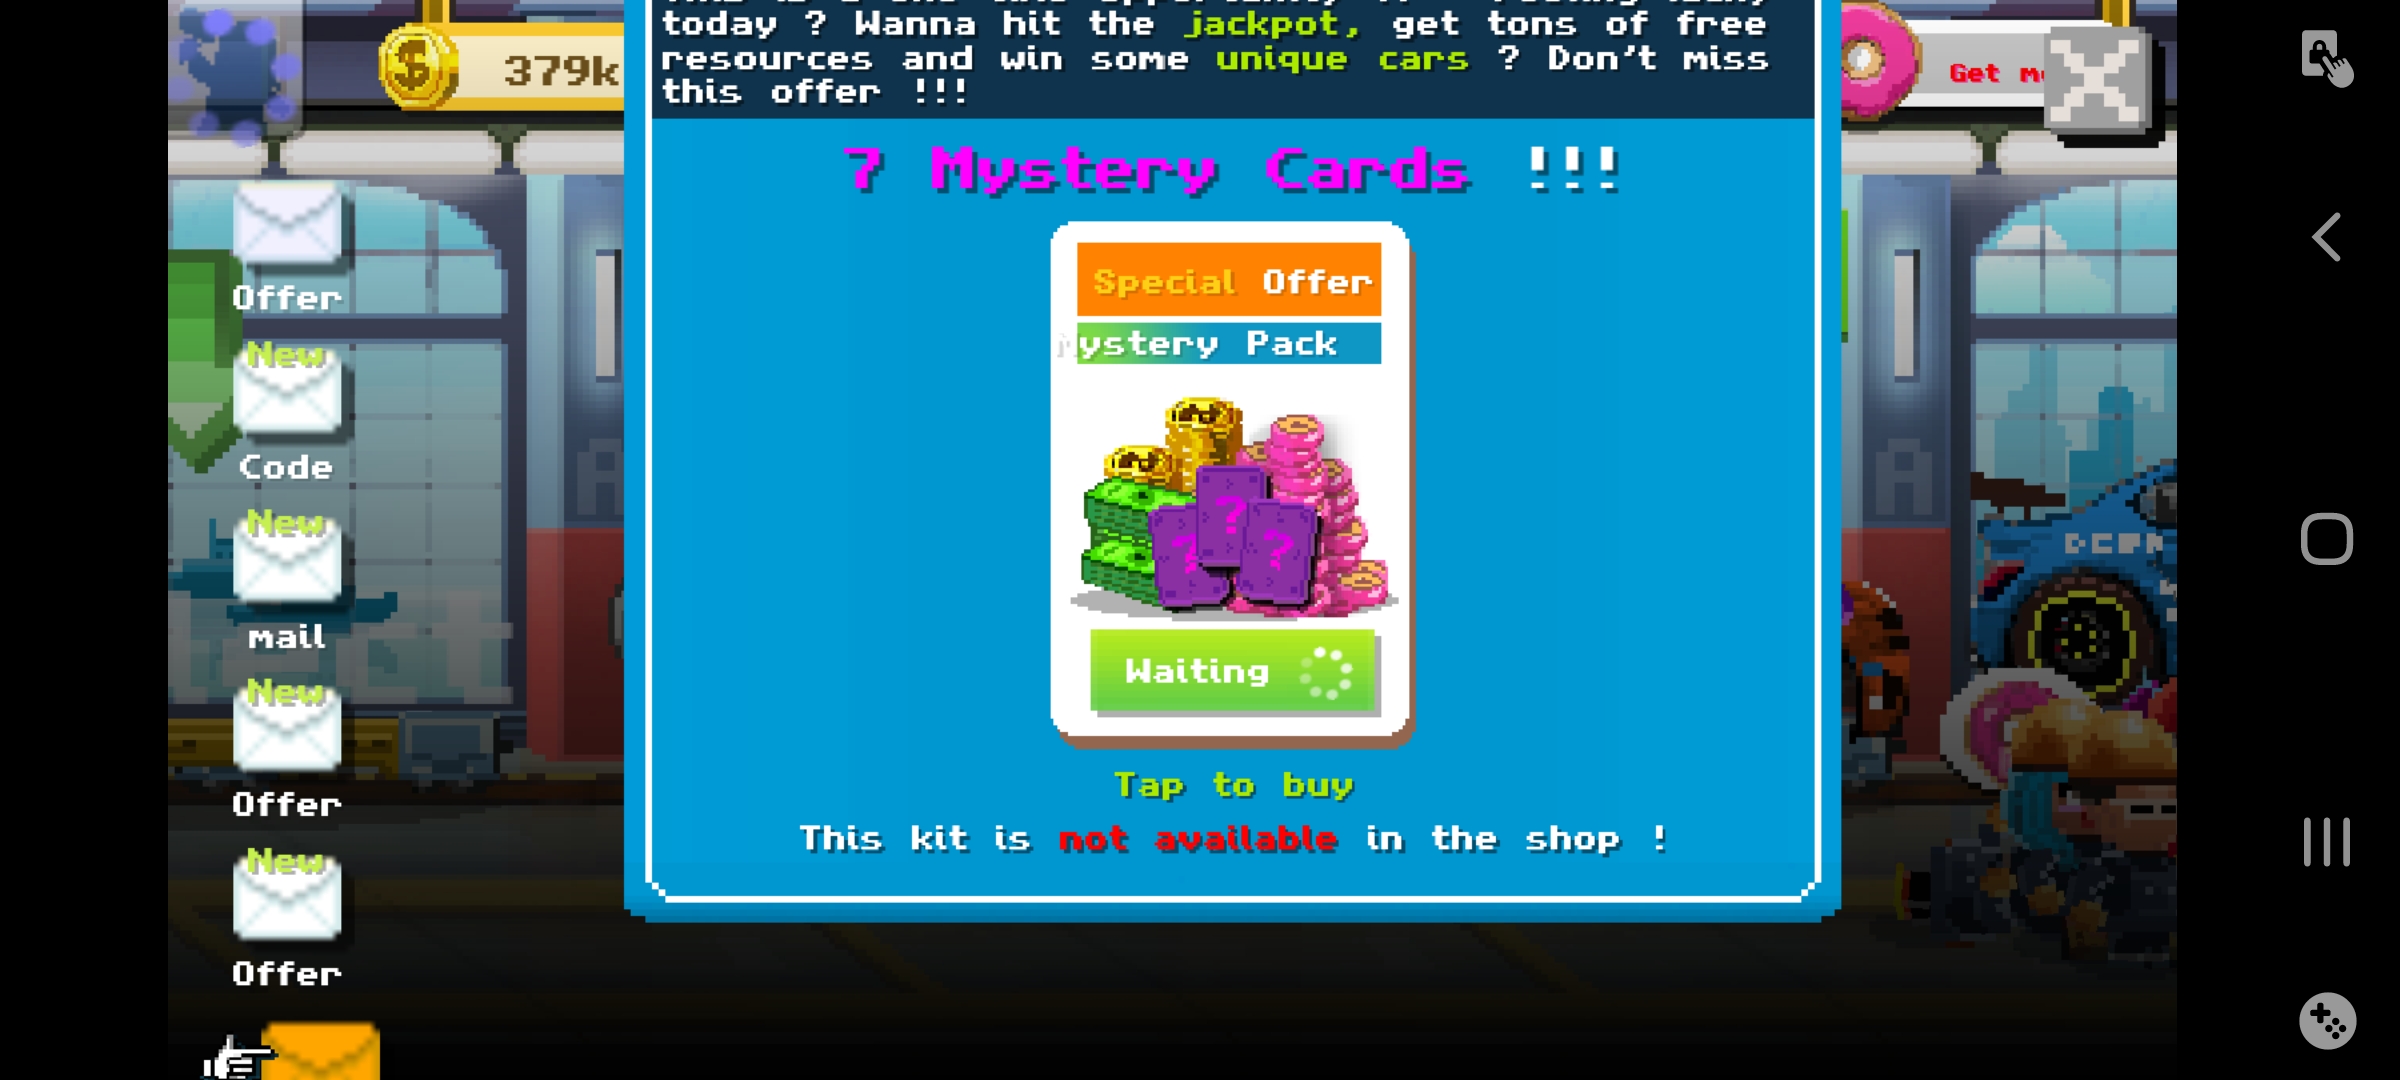 379k
today ? Wanna hit the jackpot, get tons of free
resources and win some unique cars ? Don't miss
this offer !!!
Get
7 Mystery Cards !!!
Special Offer
Mystery Pack
? ? ?
Waiting
Tap to buy
This kit is not available in the shop !
Offer
New
Code
New
mail
New
Offer
New
Offer